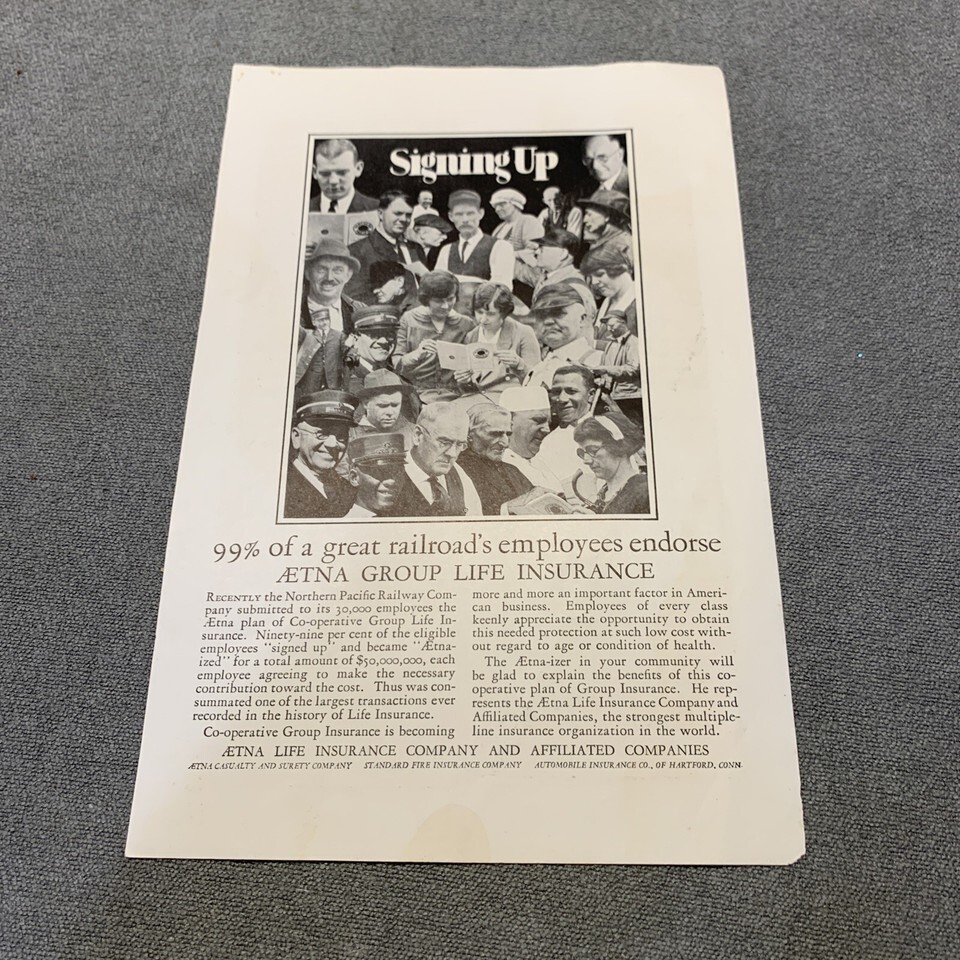 Signing Up
99% of a great railroad's employees endorse
ÆTNA GROUP LIFE INSURANCE
RECENTLY the Northern Pacific Railway Com-
pany submitted to its 30,000 employees the
Ætna plan of Co-operative Group Life In-
surance. Ninety-nine per cent of the eligible
employees "signed up" and became "Ætna-
ized" for a total amount of $50,000,000, each
employee agreeing to make the necessary
contribution toward the cost. Thus was con-
summated one of the largest transactions ever
recorded in the history of Life Insurance.
Co-operative Group Insurance is becoming
more and more an important factor in Ameri-
can business. Employees of every class
keenly appreciate the opportunity to obtain
this needed protection at such low cost with-
out regard to age or condition of health.
The Ætna-izer in your community will
be glad to explain the benefits of this co-
operative plan of Group Insurance. He rep-
resents the Ætna Life Insurance Company and
Affiliated Companies, the strongest multiple-
line insurance organization in the world.
ÆTNA LIFE INSURANCE COMPANY AND AFFILIATED COMPANIES
ÆTNA CASUALTY AND SURETY COMPANY STANDARD FIRE INSURANCE COMPANY AUTOMOBILE INSURANCE CO., OF HARTFORD, CONN.